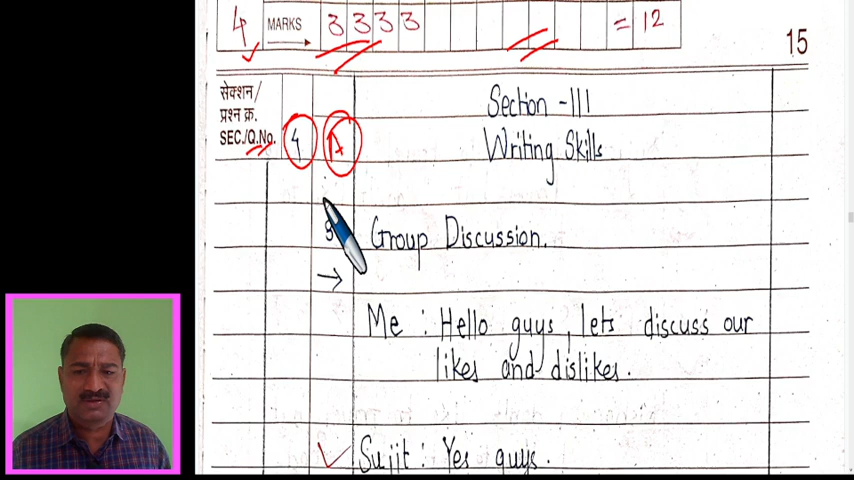 4 MARKS 3 3 3 3 = 12
15
सेक्शन/
प्रश्न क्र.
SEC./Q.No. 4 A
Section - III
Writing Skills
Group Discussion.
→
Me : Hello guys, lets discuss our
likes and dislikes.
Sujit : Yes guys.